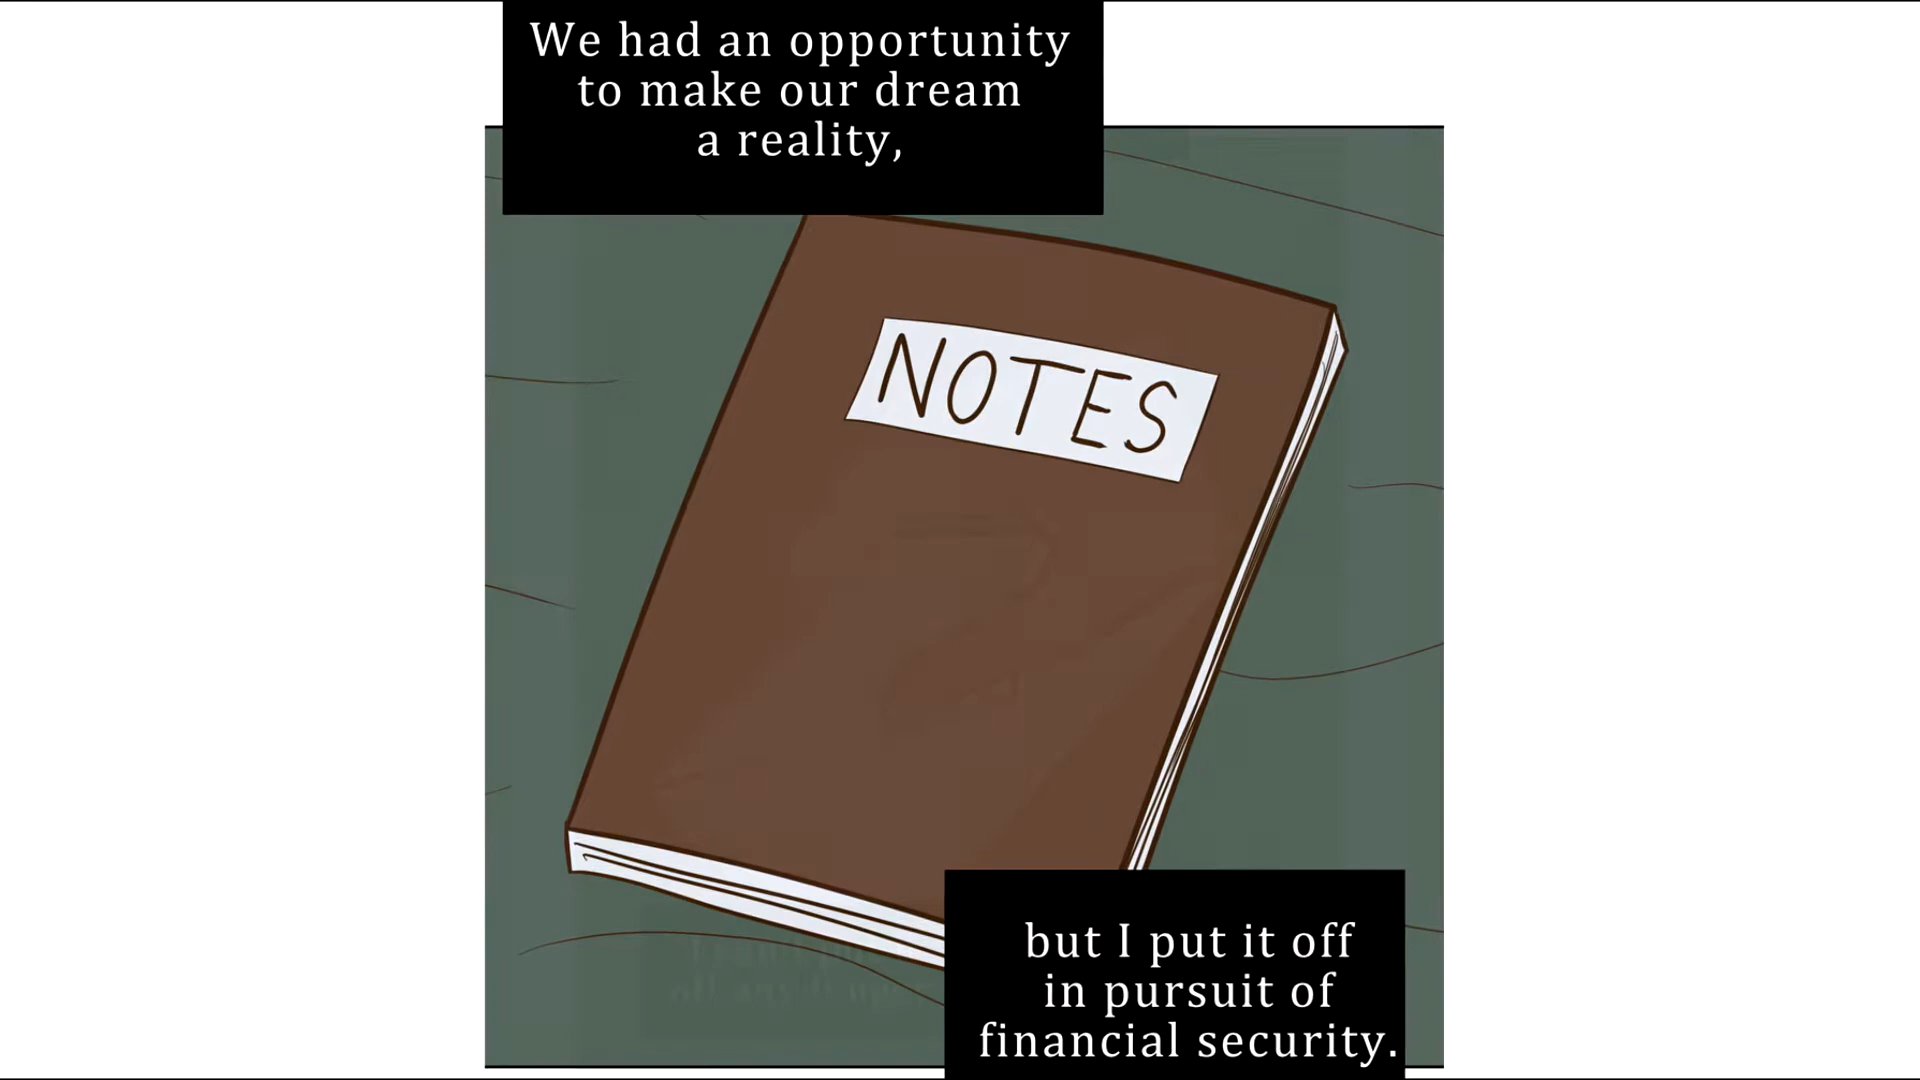 We had an opportunity
to make our dream
a reality,
NOTES
but I put it off
in pursuit of
financial security.